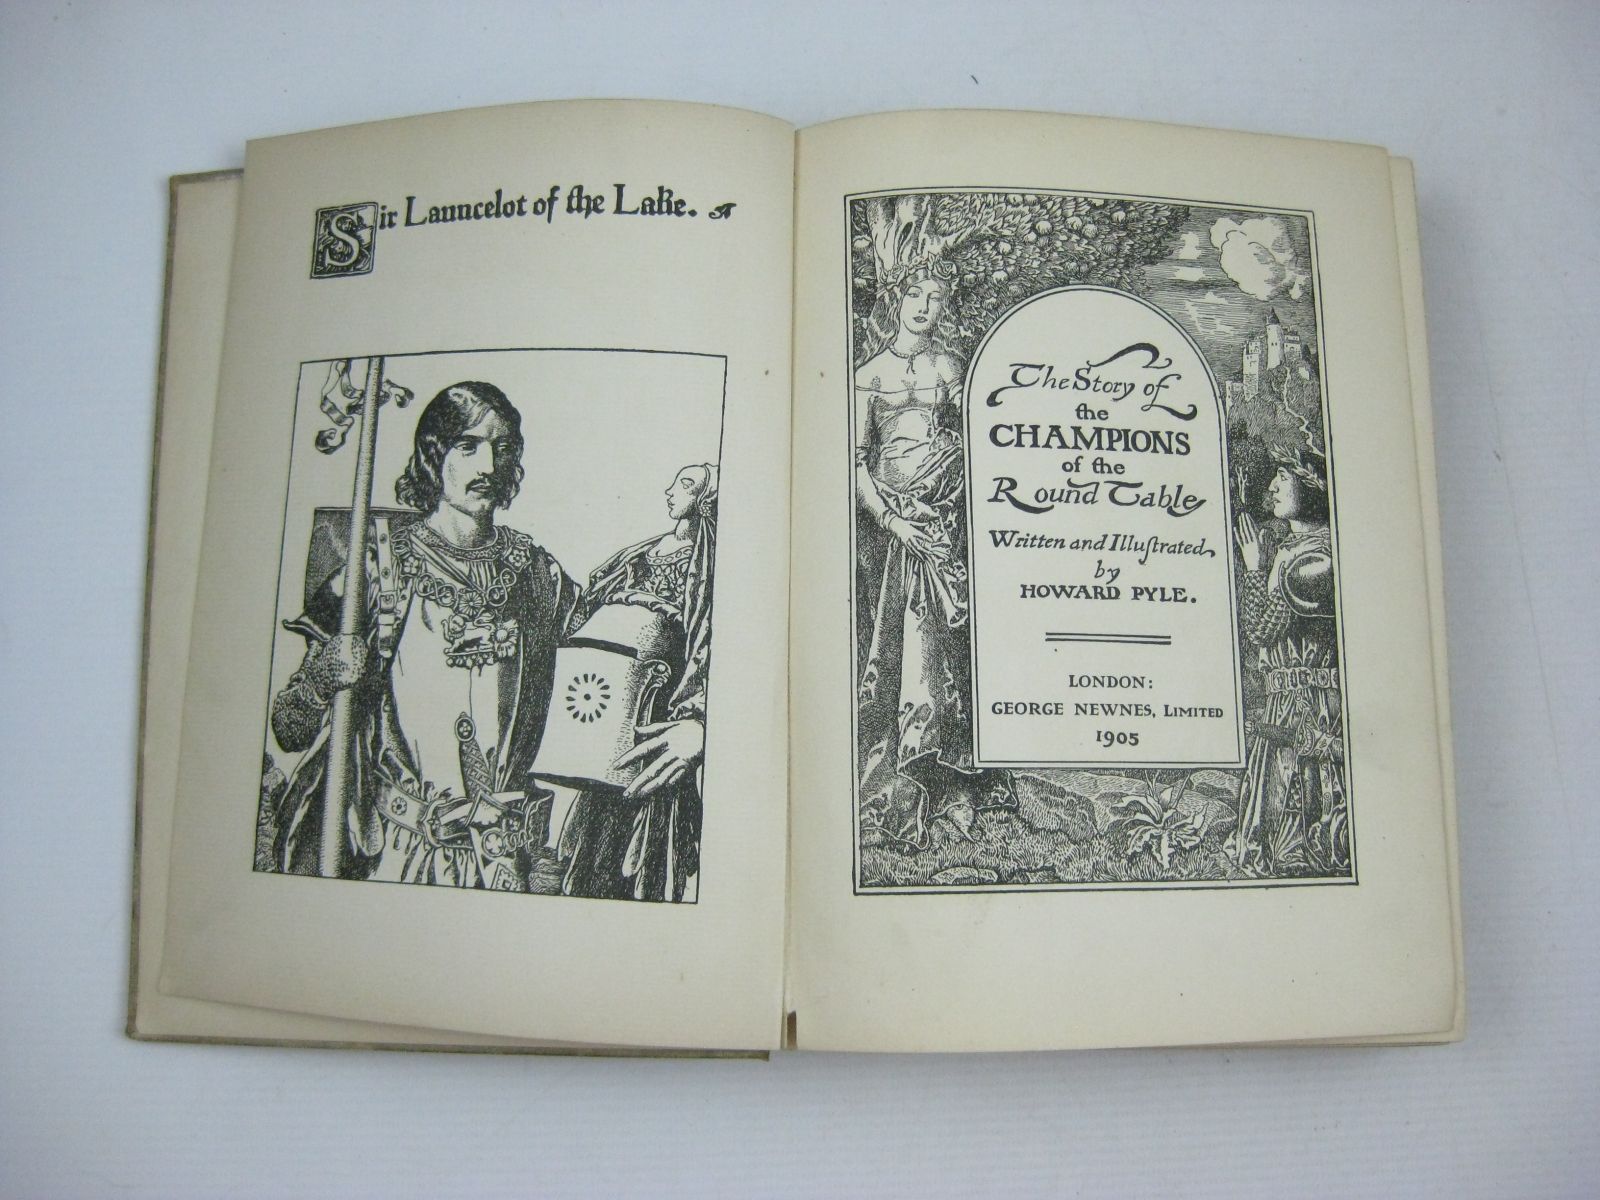 Sir Launcelot of the Lake.
The Story of
the
CHAMPIONS
of the
Round Table
Written and Illustrated
by
HOWARD PYLE.
LONDON:
GEORGE NEWNES, LIMITED
1905